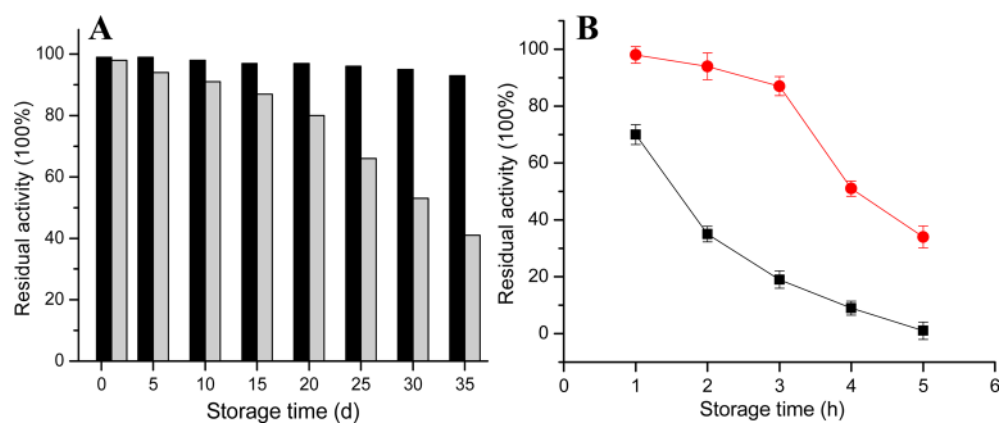 A
Residual activity (100%)
100
80
60
40
20
0
0 5 10 15 20 25 30 35
Storage time (d)
B
Residual activity (100%)
100
80
60
40
20
0
0 1 2 3 4 5 6
Storage time (h)